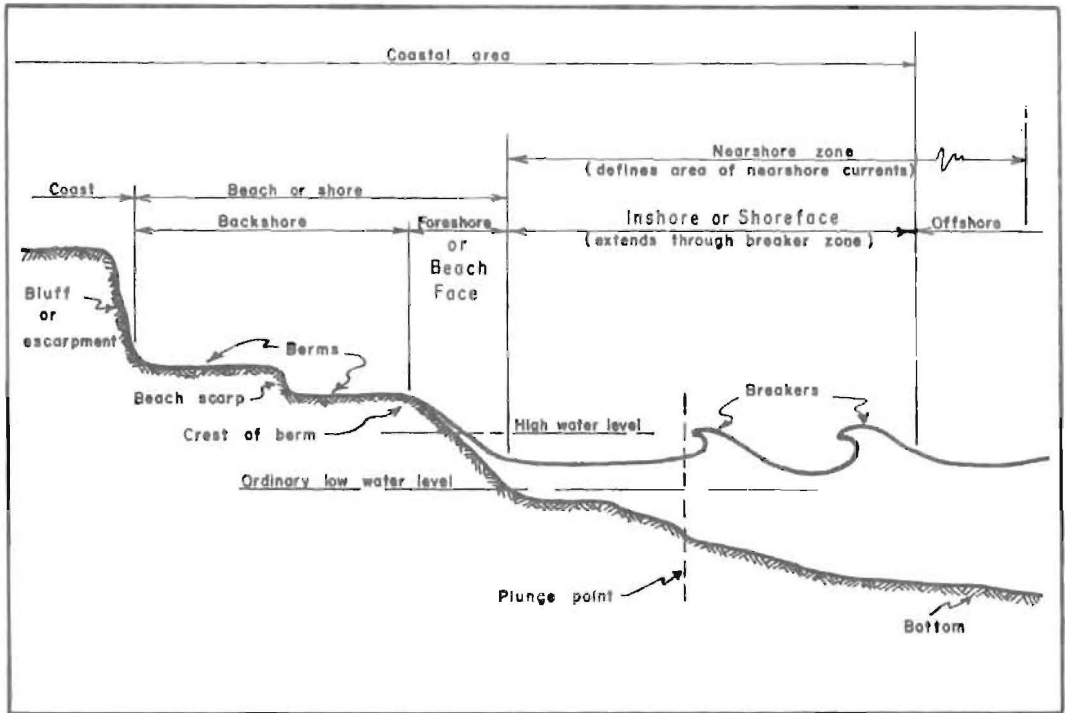 Coastal area
Nearshore zone
(defines area of nearshore currents)
Coast
Beach or shore
Backshore
Foreshore
or
Beach
Face
Inshore or Shoreface
(extends through breaker zone)
Offshore
Bluff
or
escarpment
Berms
Beach scarp
Crest of berm
High water level
Breakers
Ordinary low water level
Plunge point
Bottom